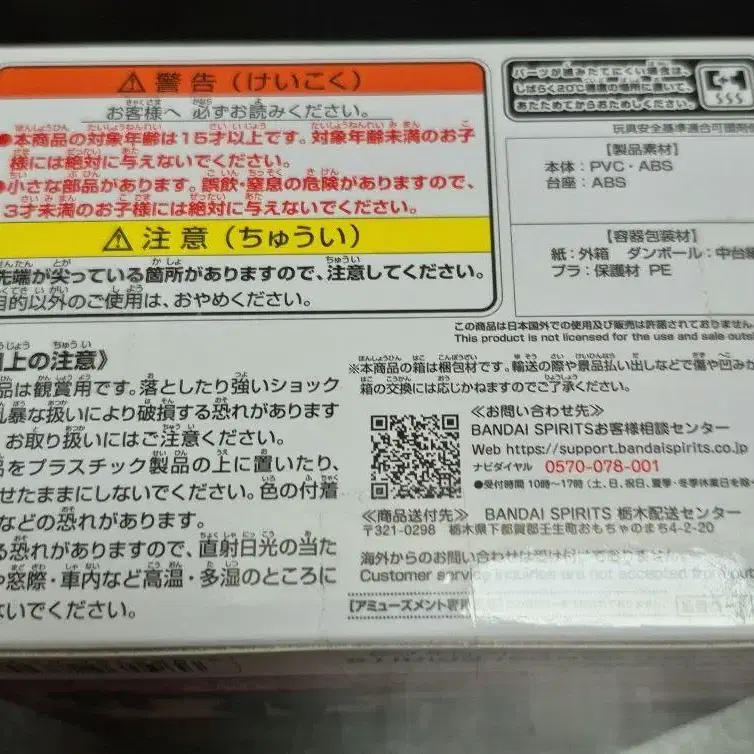 警告（けいこく）
お客様へ 必ずお読みください。
●本商品の対象年齢は15才以上です。対象年齢未満のお子
様には絶対に与えないでください。
●小さな部品があります。誤飲・窒息の危険がありますので、
3才未満のお子様には絶対に与えないでください。
注意（ちゅうい）
先端が尖っている箇所がありますので、注意してください。
目的以外のご使用は、おやめください。
上の注意》
品は観賞用です。落としたり強いショック
乱暴な扱いにより破損する恐れがあります
お取り扱いにはご注意ください。
をプラスチック製品の上に置いたり、
せたままにしないでください。色の付着
などの恐れがあります。
る恐れがありますので、直射日光の当た
や窓際・車内など高温・多湿のところに
ないでください。
パーツが組みたてにくい場合は、
しばらく20℃程度の場所に置いて、
あたためてからおためしください。
玩具安全基準適合可塑剤
【製品素材】
本体：PVC・ABS
台座：ABS
【容器包装材】
紙：外箱 ダンボール：中台紙
プラ：保護材 PE
この商品は日本国外での使用及び販売は許諾されておりません。
This product is not licensed for the use and sale outs
※本商品の箱は梱包材です。輸送の際や景品払い出しなどで傷や凹みが
箱の交換には応じかねますのでご了承ください。
≪お問い合わせ先≫
BANDAI SPIRITSお客様相談センター
Web https://support.bandaispirits.co.jp
ナビダイヤル 0570-078-001
●受付時間 10時～17時（土、日、祝日、夏季・冬季休業日を除
≪商品送付先≫ BANDAI SPIRITS 栃木配送センター
〒321-0298 栃木県下都賀郡壬生町おもちゃのまち4-2-20
海外からのお問い合わせは受け付けておりません
Customer service inquiries are not accepted from out
【アミューズメント